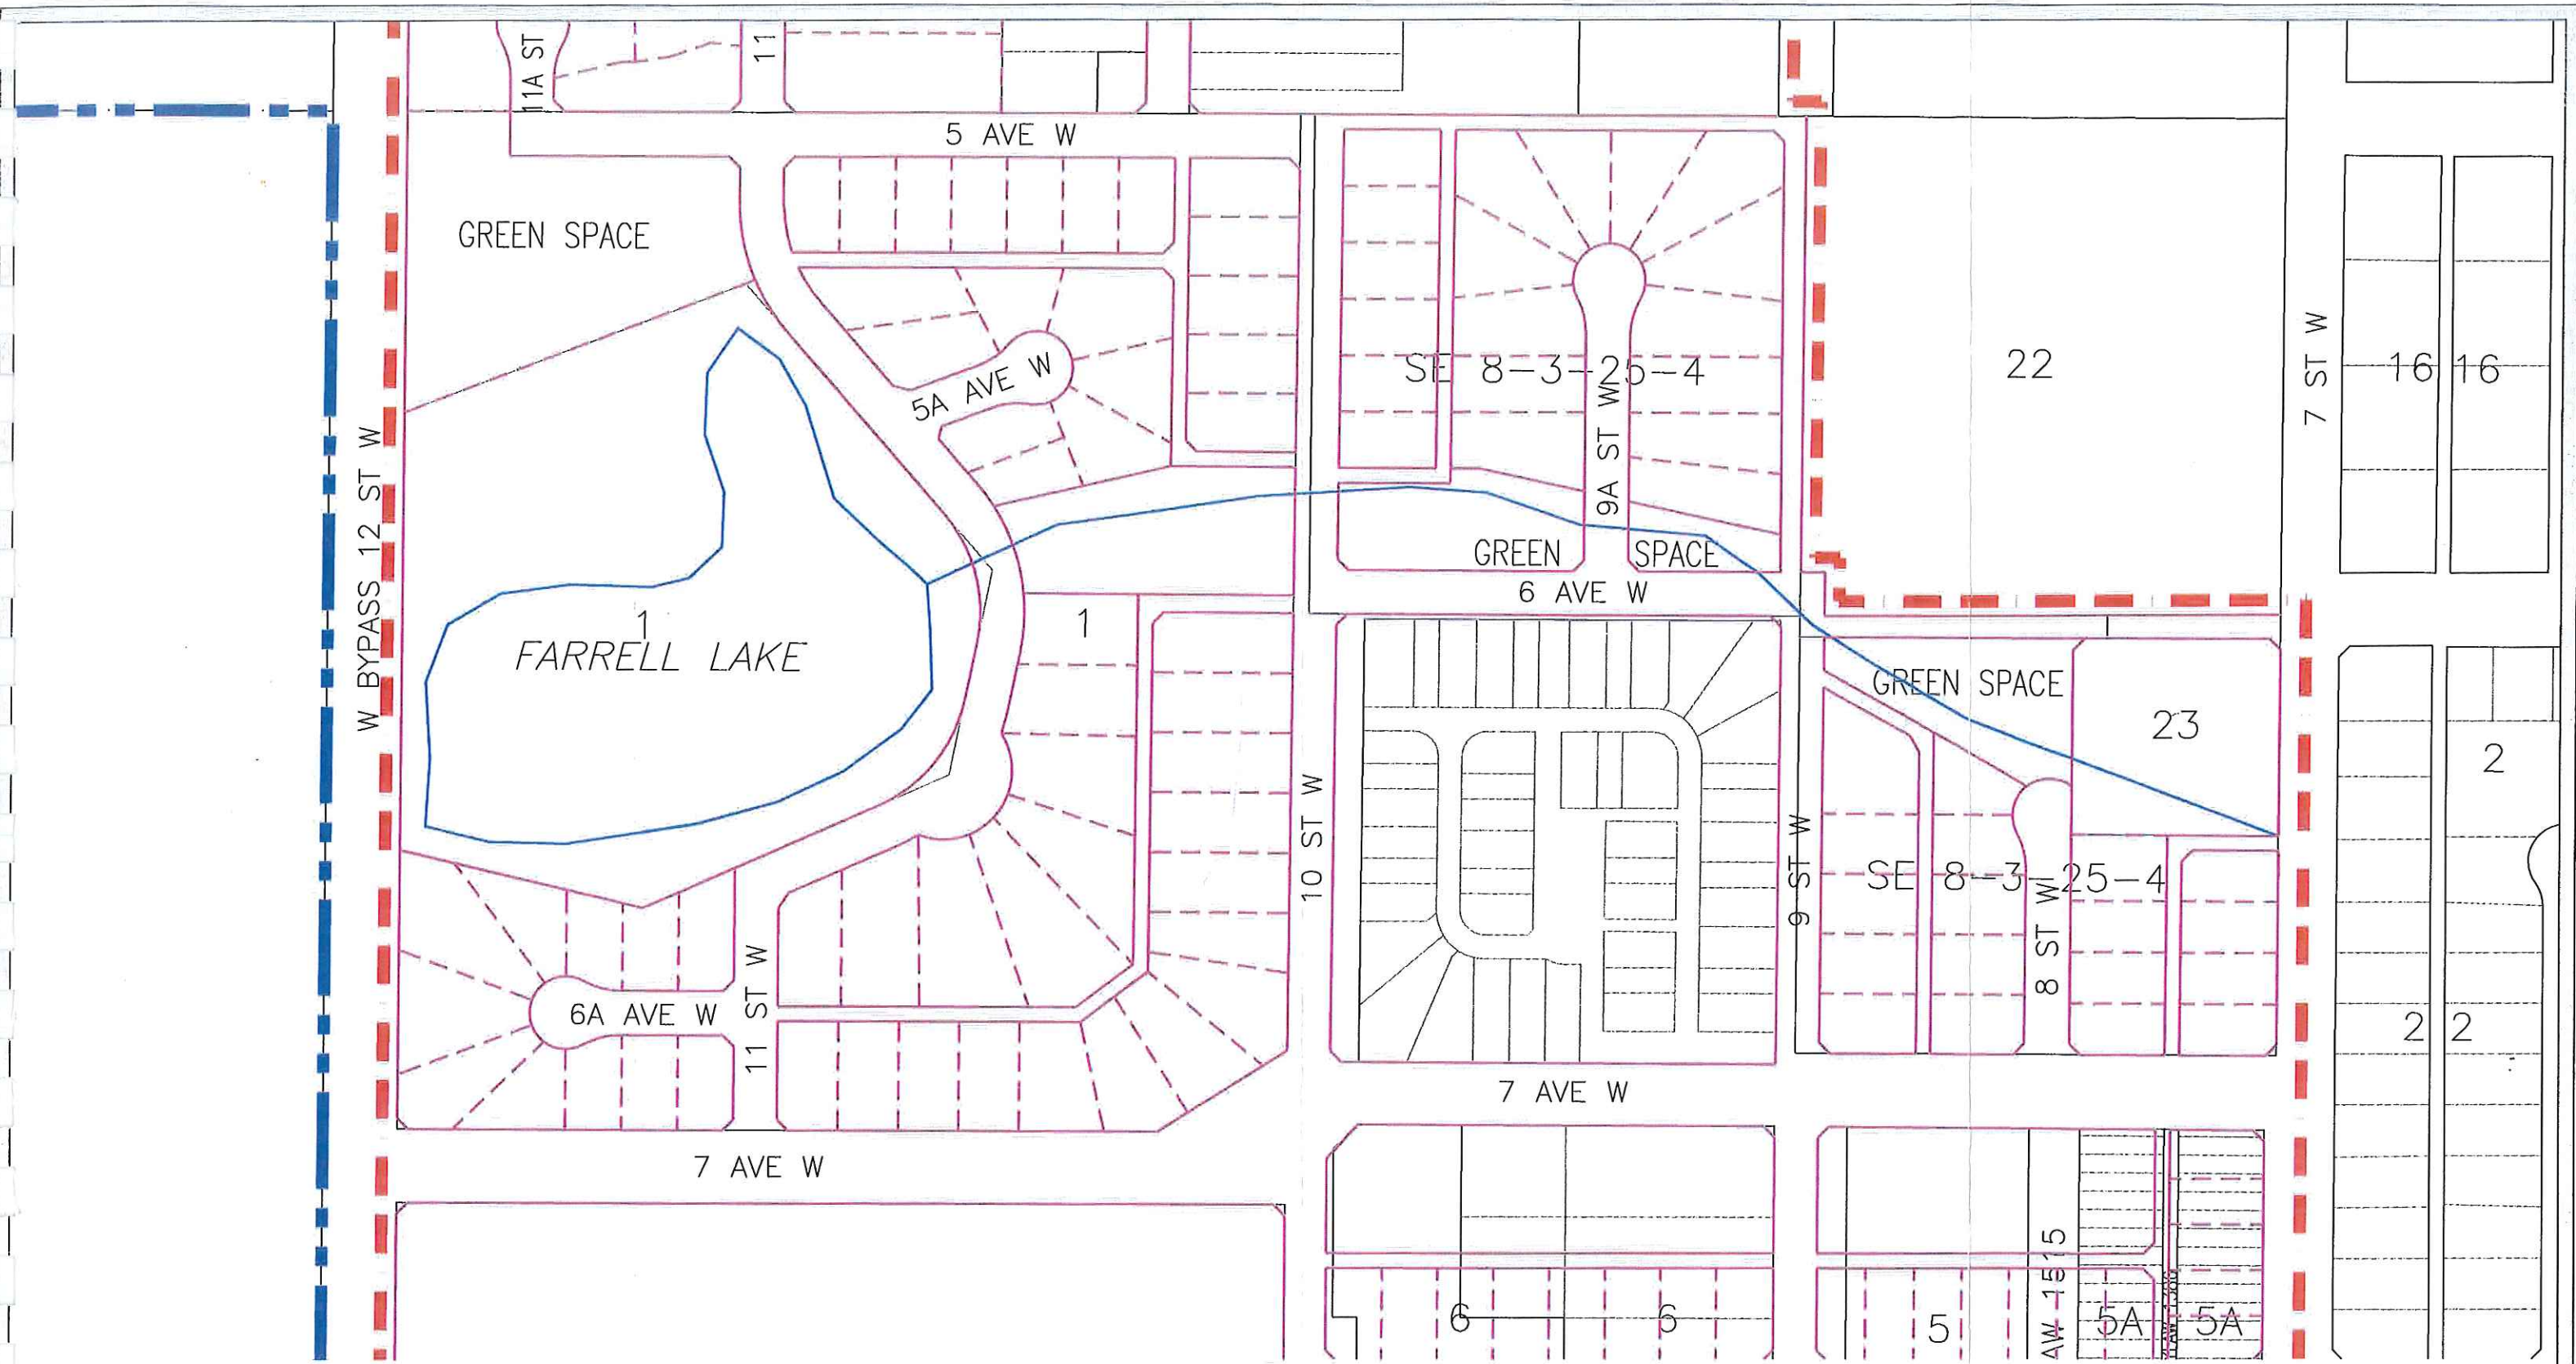 11A ST
11
5 AVE W
GREEN SPACE
5A AVE W
SE 8-3-25-4
9A ST W
22
7 ST W
16 16
W BYPASS 12 ST W
GREEN SPACE
6 AVE W
1
FARRELL LAKE
1
GREEN SPACE
23
2
10 ST W
9 ST W
SE 8-3-25-4
8 ST W
6A AVE W
11 ST W
2 2
7 AVE W
7 AVE W
6 6
5
5A 5A